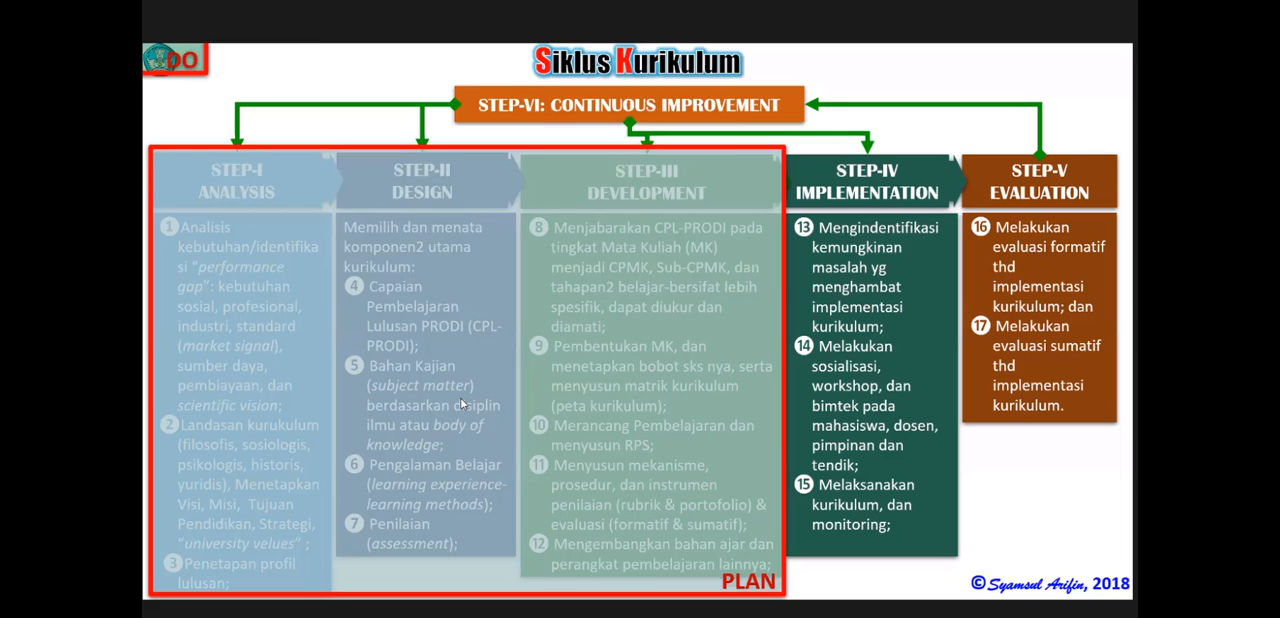 DO
Siklus Kurikulum
STEP-VI: CONTINUOUS IMPROVEMENT
STEP-I
ANALYSIS
1 Analisis
kebutuhan/identifika
si "performance
gap": kebutuhan
sosial, profesional,
industri, standard
(market signal),
sumber daya,
pembiayaan, dan
scientific vision;
2 Landasan kurukulum
(filosofis, sosiologis,
psikologis, historis,
yuridis), Menetapkan
Visi, Misi, Tujuan
Pendidikan, Strategi,
"university velues" ;
3 Penetapan profil
lulusan;
STEP-II
DESIGN
Memilih dan menata
komponen2 utama
kurikulum:
4 Capaian
Pembelajaran
Lulusan PRODI (CPL-
PRODI);
5 Bahan Kajian
(subject matter)
berdasarkan disiplin
ilmu atau body of
knowledge;
6 Pengalaman Belajar
(learning experience-
learning methods);
7 Penilaian
(assessment);
STEP-III
DEVELOPMENT
8 Menjabarakan CPL-PRODI pada
tingkat Mata Kuliah (MK)
menjadi CPMK, Sub-CPMK, dan
tahapan2 belajar-bersifat lebih
spesifik, dapat diukur dan
diamati;
9 Pembentukan MK, dan
menetapkan bobot sks nya, serta
menyusun matrik kurikulum
(peta kurikulum);
10 Merancang Pembelajaran dan
menyusun RPS;
11 Menyusun mekanisme,
prosedur, dan instrumen
penilaian (rubrik & portofolio) &
evaluasi (formatif & sumatif);
12 Mengembangkan bahan ajar dan
perangkat pembelajaran lainnya;
PLAN
STEP-IV
IMPLEMENTATION
13 Mengindentifikasi
kemungkinan
masalah yg
menghambat
implementasi
kurikulum;
14 Melakukan
sosialisasi,
workshop, dan
bimtek pada
mahasiswa, dosen,
pimpinan dan
tendik;
15 Melaksanakan
kurikulum, dan
monitoring;
STEP-V
EVALUATION
16 Melakukan
evaluasi formatif
thd
implementasi
kurikulum; dan
17 Melakukan
evaluasi sumatif
thd
implementasi
kurikulum.
© Syamsul Arifin, 2018